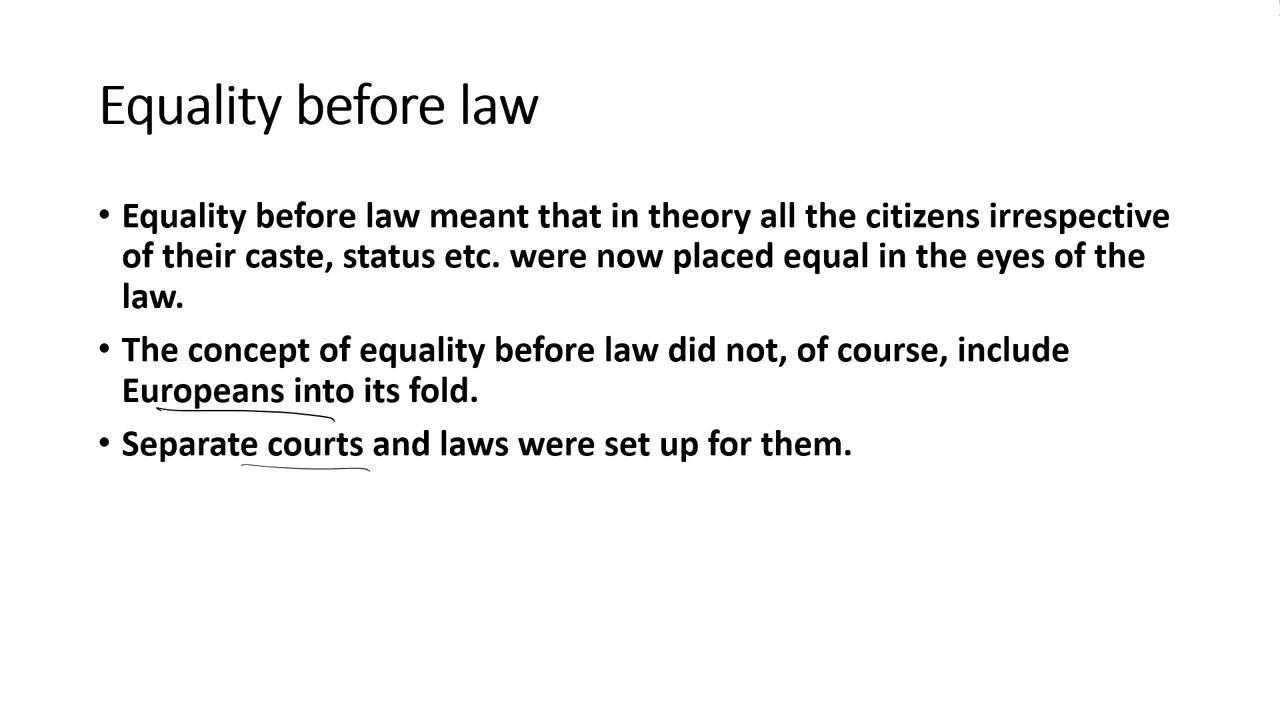 Equality before law
• Equality before law meant that in theory all the citizens irrespective
of their caste, status etc. were now placed equal in the eyes of the
law.
• The concept of equality before law did not, of course, include
Europeans into its fold.
• Separate courts and laws were set up for them.